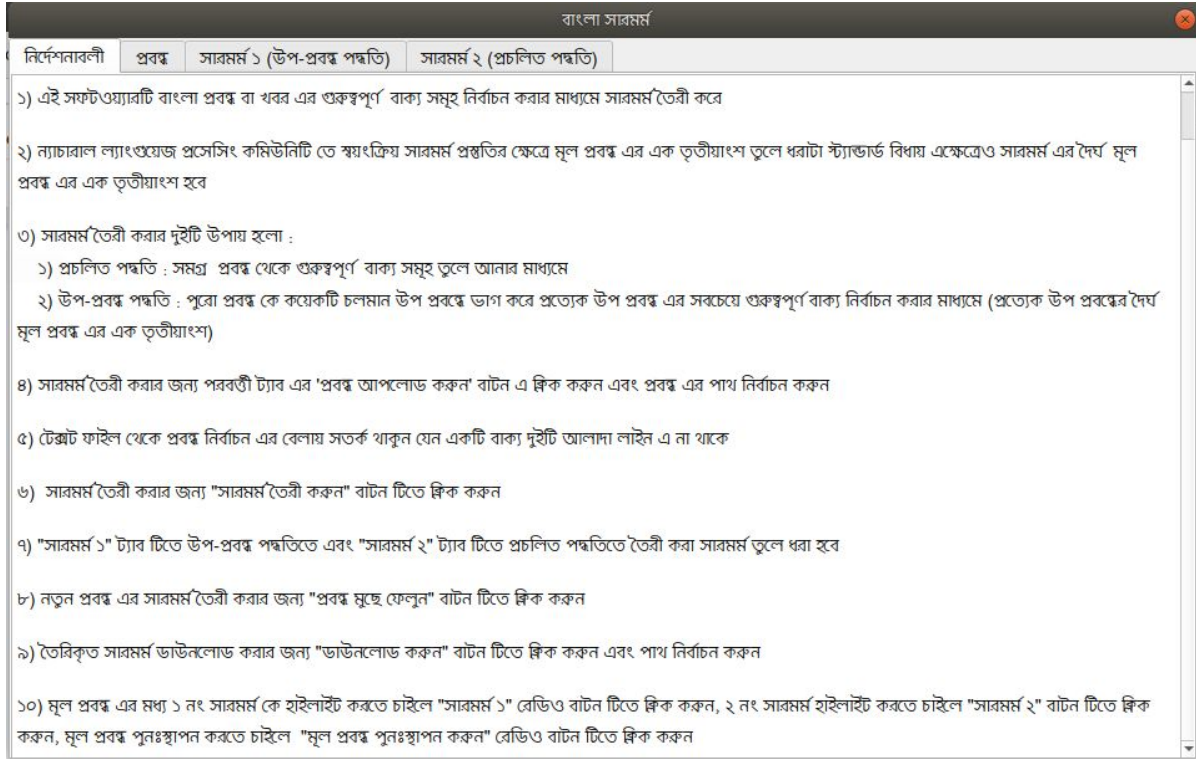 বাংলা সারমর্ম
নির্দেশনাবলী প্রবন্ধ সারমর্ম ১ (উপ-প্রবন্ধ পদ্ধতি) সারমর্ম ২ (প্রচলিত পদ্ধতি)
১) এই সফটওয়্যারটি বাংলা প্রবন্ধ বা খবর এর গুরুত্বপূর্ণ বাক্য সমূহ নির্বাচন করার মাধ্যমে সারমর্ম তৈরী করে
২) ন্যাচারাল ল্যাংগুয়েজ প্রসেসিং কমিউনিটি তে স্বয়ংক্রিয় সারমর্ম প্রস্তুতির ক্ষেত্রে মূল প্রবন্ধ এর এক তৃতীয়াংশ তুলে ধরাটা স্ট্যান্ডার্ড বিধায় এক্ষেত্রেও সারমর্ম এর দৈর্ঘ মূল
প্রবন্ধ এর এক তৃতীয়াংশ হবে
৩) সারমর্ম তৈরী করার দুইটি উপায় হলো :
১) প্রচলিত পদ্ধতি : সমগ্র প্রবন্ধ থেকে গুরুত্বপূর্ণ বাক্য সমূহ তুলে আনার মাধ্যমে
২) উপ-প্রবন্ধ পদ্ধতি : পুরো প্রবন্ধ কে কয়েকটি চলমান উপ প্রবন্ধে ভাগ করে প্রত্যেক উপ প্রবন্ধ এর সবচেয়ে গুরুত্বপূর্ণ বাক্য নির্বাচন করার মাধ্যমে (প্রত্যেক উপ প্রবন্ধের দৈর্ঘ
মূল প্রবন্ধ এর এক তৃতীয়াংশ)
৪) সারমর্ম তৈরী করার জন্য পরবর্তী ট্যাব এর 'প্রবন্ধ আপলোড করুন' বাটন এ ক্লিক করুন এবং প্রবন্ধ এর পাথ নির্বাচন করুন
৫) টেক্সট ফাইল থেকে প্রবন্ধ নির্বাচন এর বেলায় সতর্ক থাকুন যেন একটি বাক্য দুইটি আলাদা লাইন এ না থাকে
৬) সারমর্ম তৈরী করার জন্য "সারমর্ম তৈরী করুন" বাটন টিতে ক্লিক করুন
৭) "সারমর্ম ১" ট্যাব টিতে উপ-প্রবন্ধ পদ্ধতিতে এবং "সারমর্ম ২" ট্যাব টিতে প্রচলিত পদ্ধতিতে তৈরী করা সারমর্ম তুলে ধরা হবে
৮) নতুন প্রবন্ধ এর সারমর্ম তৈরী করার জন্য "প্রবন্ধ মুছে ফেলুন" বাটন টিতে ক্লিক করুন
৯) তৈরিকৃত সারমর্ম ডাউনলোড করার জন্য "ডাউনলোড করুন" বাটন টিতে ক্লিক করুন এবং পাথ নির্বাচন করুন
১০) মূল প্রবন্ধ এর মধ্য ১ নং সারমর্ম কে হাইলাইট করতে চাইলে "সারমর্ম ১" রেডিও বাটন টিতে ক্লিক করুন, ২ নং সারমর্ম হাইলাইট করতে চাইলে "সারমর্ম ২" বাটন টিতে ক্লিক
করুন, মূল প্রবন্ধ পুনঃস্থাপন করতে চাইলে "মূল প্রবন্ধ পুনঃস্থাপন করুন" রেডিও বাটন টিতে ক্লিক করুন